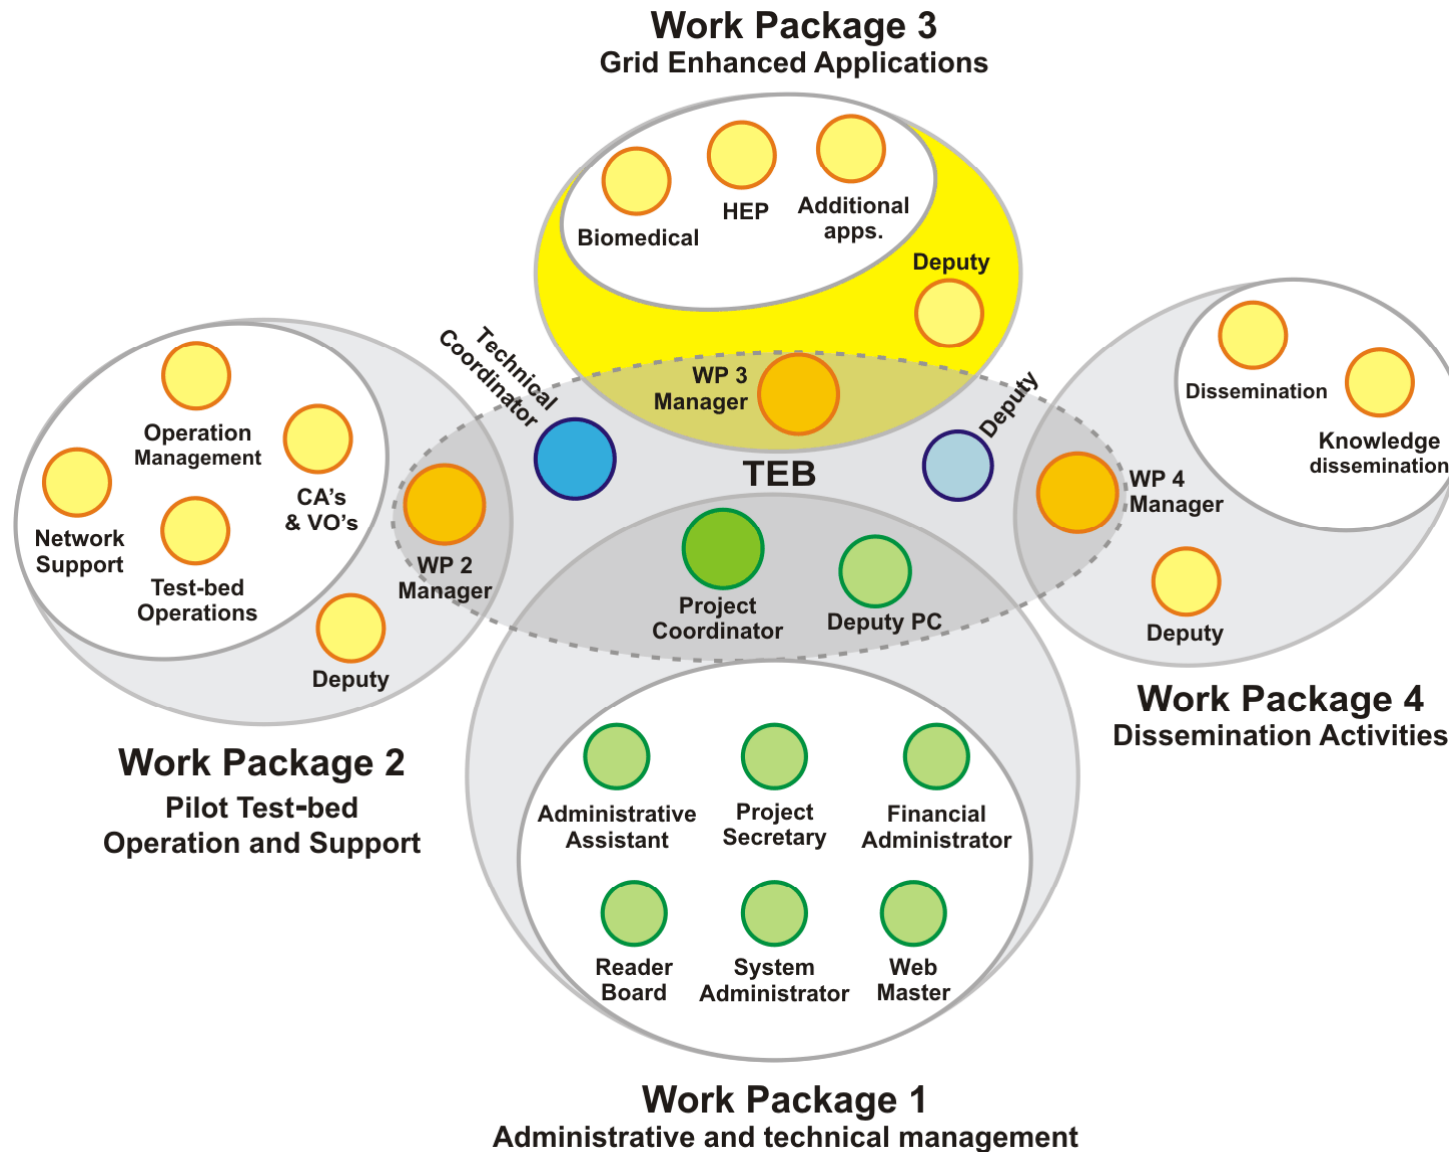 Work Package 3
Grid Enhanced Applications
Biomedical
HEP
Additional
apps.
Deputy
Technical
Coordinator
WP 3
Manager
Deputy
TEB
Operation
Management
CA's
& VO's
Network
Support
Test-bed
Operations
WP 2
Manager
Deputy
Dissemination
Knowledge
dissemination
WP 4
Manager
Deputy
Project
Coordinator
Deputy PC
Work Package 2
Pilot Test-bed
Operation and Support
Work Package 4
Dissemination Activities
Administrative
Assistant
Project
Secretary
Financial
Administrator
Reader
Board
System
Administrator
Web
Master
Work Package 1
Administrative and technical management